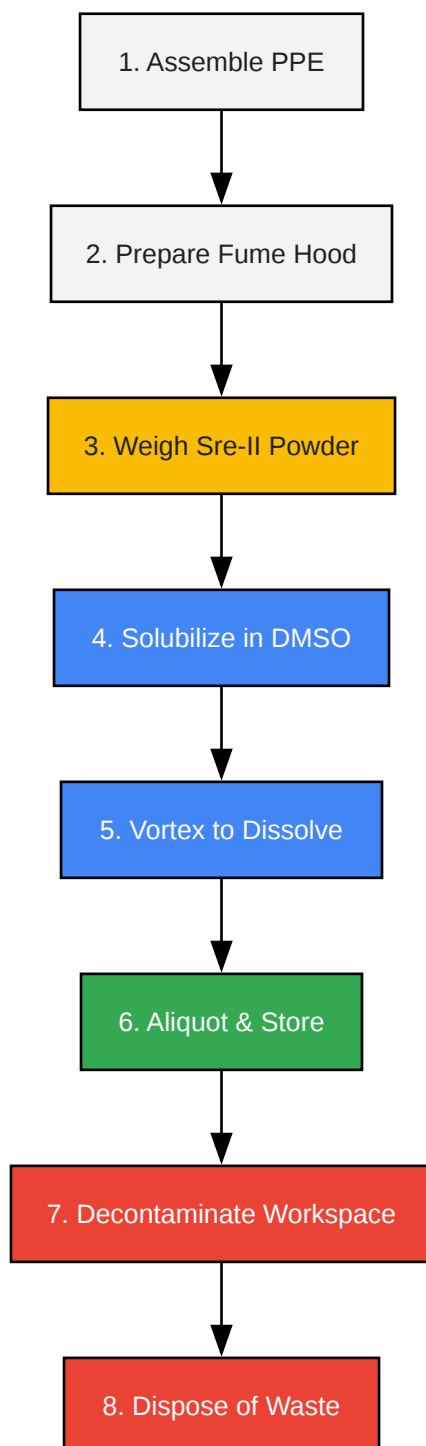 1. Assemble PPE
2. Prepare Fume Hood
3. Weigh Sre-II Powder
4. Solubilize in DMSO
5. Vortex to Dissolve
6. Aliquot & Store
7. Decontaminate Workspace
8. Dispose of Waste